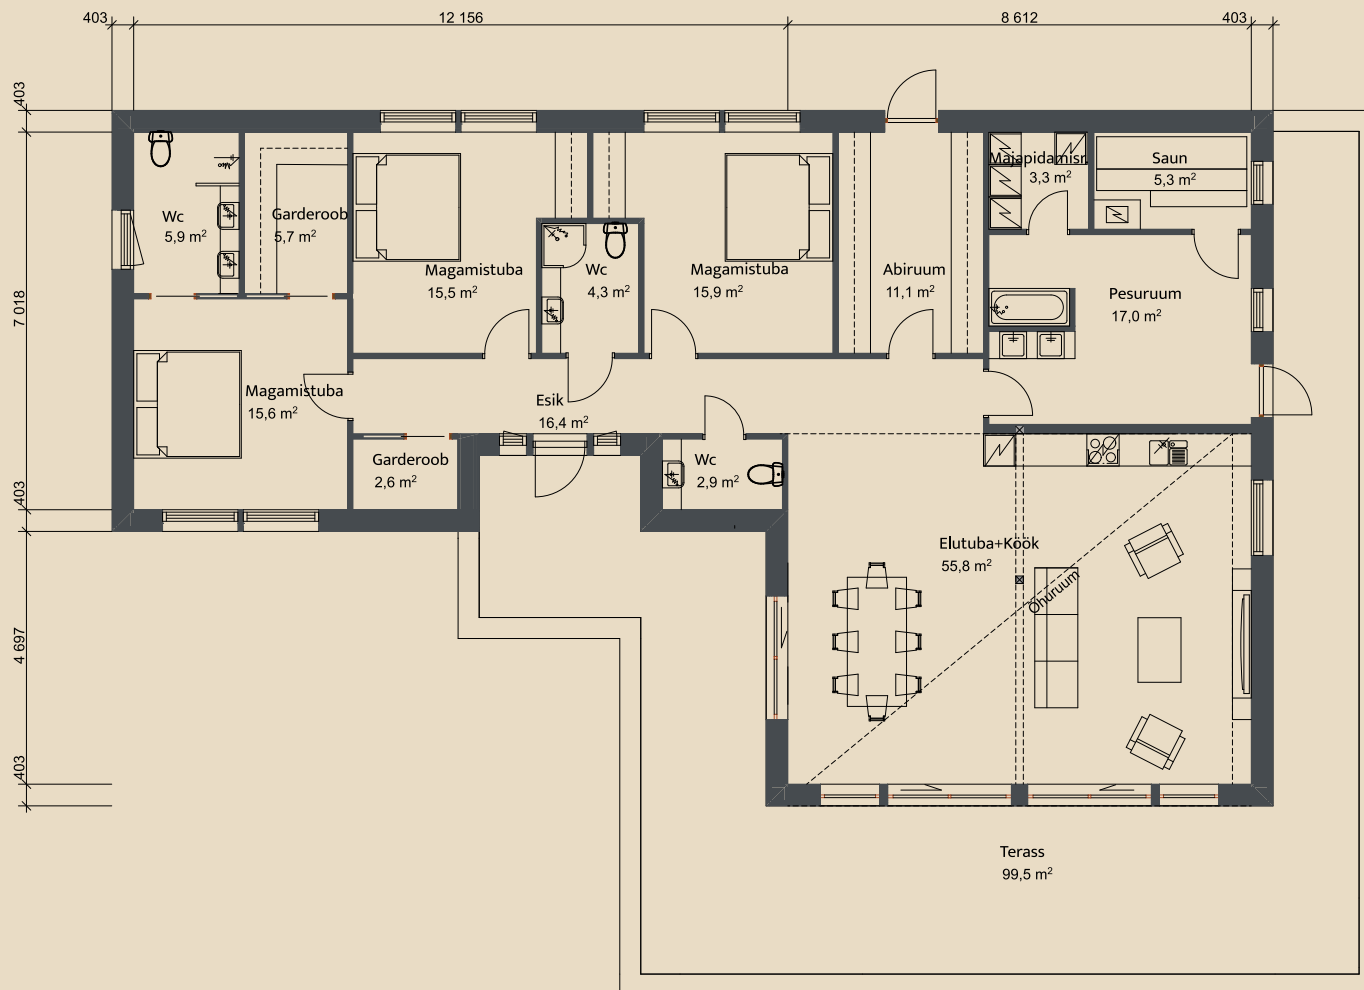 403
12 156
8 612
403
403
7 018
403
4 697
403
Wc
5,9 m²
Garderoob
5,7 m²
Magamistuba
15,5 m²
Wc
4,3 m²
Magamistuba
15,9 m²
Abiruum
11,1 m²
Majapidamisr.
3,3 m²
Saun
5,3 m²
Pesuruum
17,0 m²
Magamistuba
15,6 m²
Esik
16,4 m²
Garderoob
2,6 m²
Wc
2,9 m²
Elutuba+Köök
55,8 m²
Õhuruum
Terass
99,5 m²